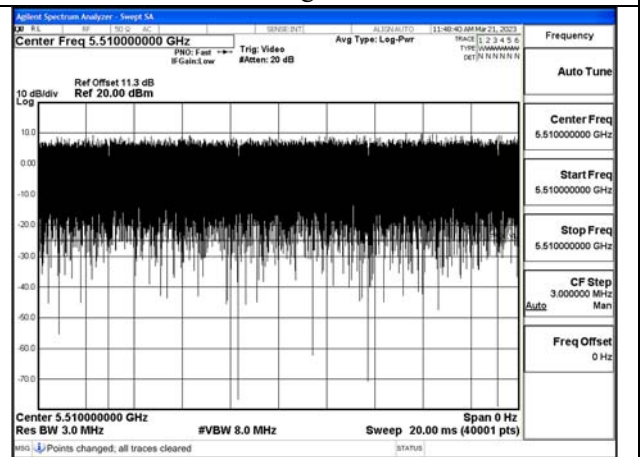 Agilent Spectrum Analyzer - Swept SA
RL RF 50 Ω AC SENSE:INT ALIGN AUTO 11:48:40 AM Mar 21, 2023
Center Freq 5.510000000 GHz
PNO: Fast
IFGain:Low
Trig: Video
#Atten: 20 dB
Avg Type: Log-Pwr
TRACE 1 2 3 4 5 6
TYPE WWWWWW
DET N N N N N N
Frequency
Auto Tune
Ref Offset 11.3 dB
10 dB/div Ref 20.00 dBm
Log
10.0
0.00
-10.0
-20.0
-30.0
-40.0
-50.0
-60.0
-70.0
Center Freq
5.510000000 GHz
Start Freq
5.510000000 GHz
Stop Freq
5.510000000 GHz
CF Step
3.000000 MHz
Auto Man
Freq Offset
0 Hz
Center 5.510000000 GHz Span 0 Hz
Res BW 3.0 MHz #VBW 8.0 MHz Sweep 20.00 ms (40001 pts)
MSG Points changed; all traces cleared STATUS